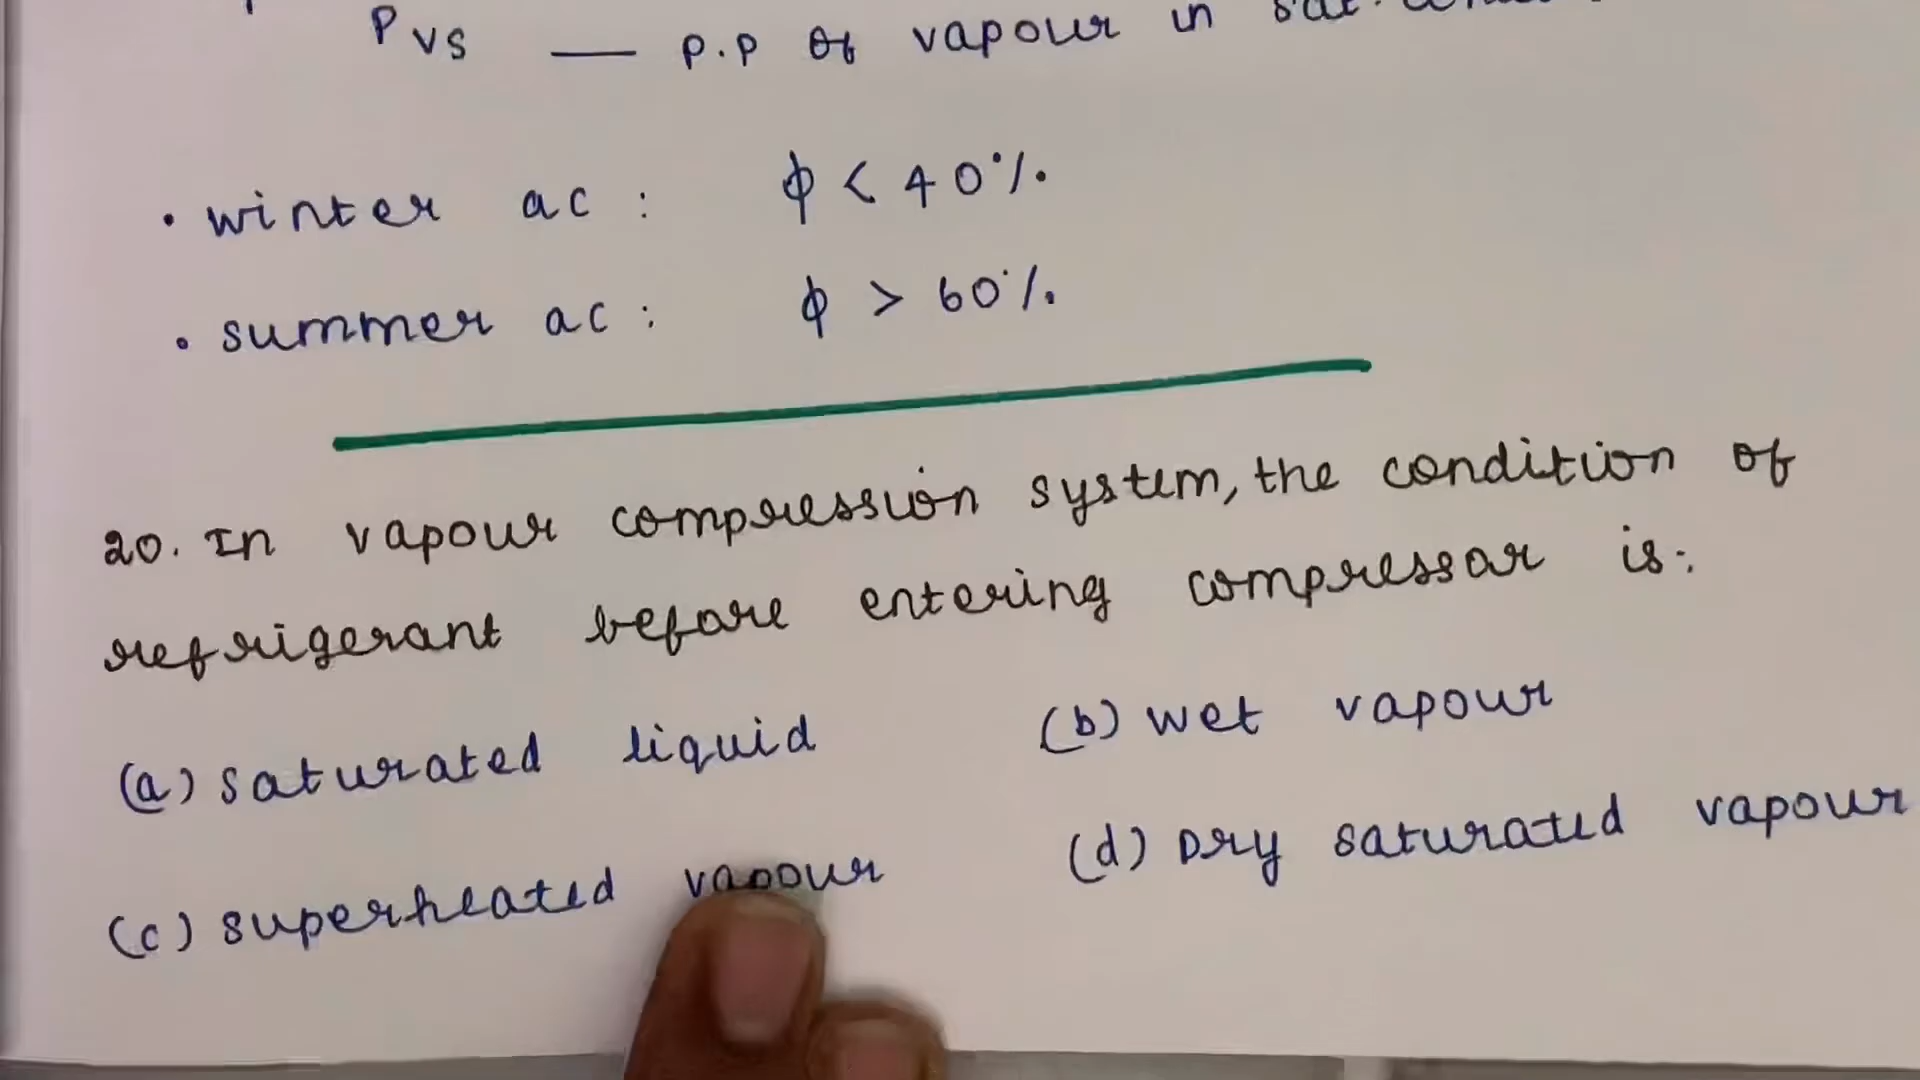 Pvs — p.p of vapour in sat.
• winter ac : ϕ < 40%.
• summer ac : ϕ > 60%.
20. In vapour compression system, the condition of
refrigerant before entering compressor is:
(a) saturated liquid (b) wet vapour
(c) superheated vapour (d) Dry saturated vapour